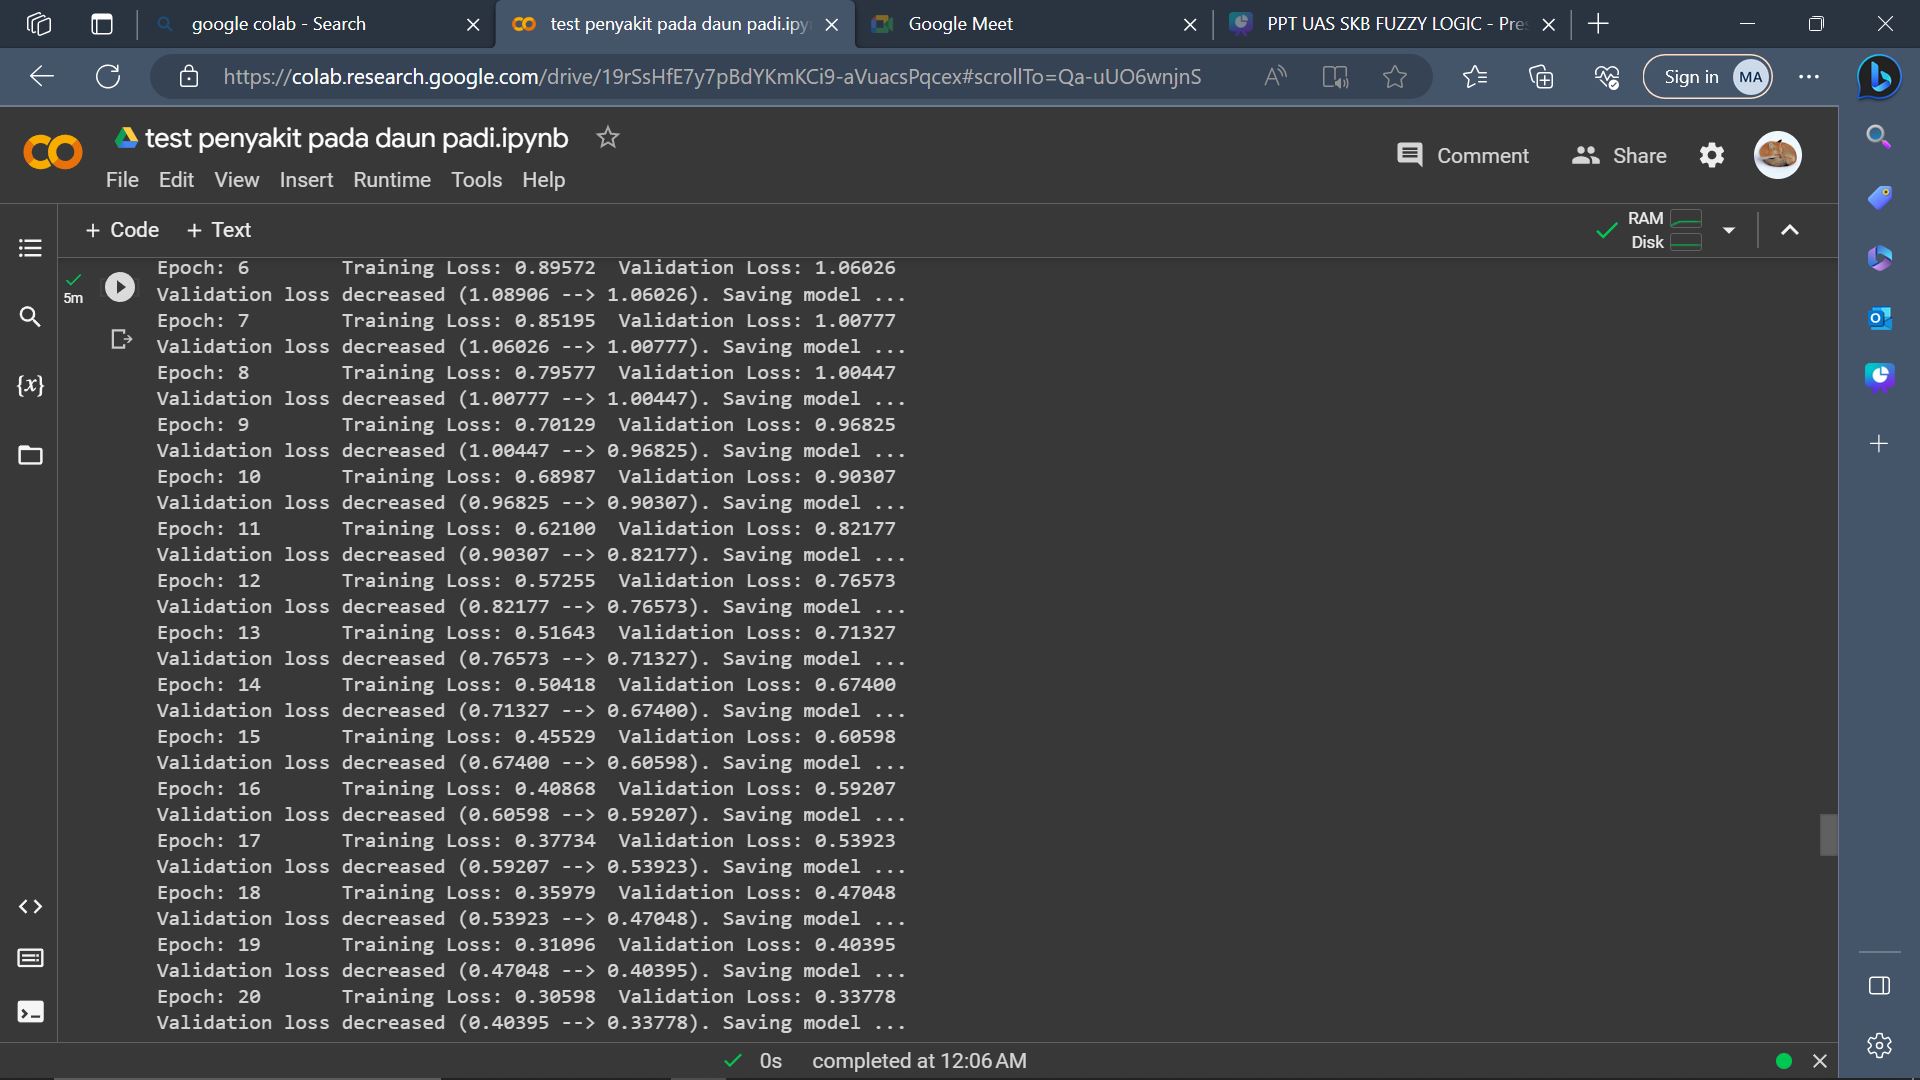 google colab - Search
test penyakit pada daun padi.ipy
Google Meet
PPT UAS SKB FUZZY LOGIC - Pre
https://colab.research.google.com/drive/19rSsHfE7y7pBdYKmKCi9-aVuacsPqcex#scrollTo=Qa-uUO6wnjnS
Sign in MA
test penyakit pada daun padi.ipynb
Comment
Share
File Edit View Insert Runtime Tools Help
+ Code + Text
RAM
Disk
5m
{x}
Epoch: 6 Training Loss: 0.89572 Validation Loss: 1.06026
Validation loss decreased (1.08906 --> 1.06026). Saving model ...
Epoch: 7 Training Loss: 0.85195 Validation Loss: 1.00777
Validation loss decreased (1.06026 --> 1.00777). Saving model ...
Epoch: 8 Training Loss: 0.79577 Validation Loss: 1.00447
Validation loss decreased (1.00777 --> 1.00447). Saving model ...
Epoch: 9 Training Loss: 0.70129 Validation Loss: 0.96825
Validation loss decreased (1.00447 --> 0.96825). Saving model ...
Epoch: 10 Training Loss: 0.68987 Validation Loss: 0.90307
Validation loss decreased (0.96825 --> 0.90307). Saving model ...
Epoch: 11 Training Loss: 0.62100 Validation Loss: 0.82177
Validation loss decreased (0.90307 --> 0.82177). Saving model ...
Epoch: 12 Training Loss: 0.57255 Validation Loss: 0.76573
Validation loss decreased (0.82177 --> 0.76573). Saving model ...
Epoch: 13 Training Loss: 0.51643 Validation Loss: 0.71327
Validation loss decreased (0.76573 --> 0.71327). Saving model ...
Epoch: 14 Training Loss: 0.50418 Validation Loss: 0.67400
Validation loss decreased (0.71327 --> 0.67400). Saving model ...
Epoch: 15 Training Loss: 0.45529 Validation Loss: 0.60598
Validation loss decreased (0.67400 --> 0.60598). Saving model ...
Epoch: 16 Training Loss: 0.40868 Validation Loss: 0.59207
Validation loss decreased (0.60598 --> 0.59207). Saving model ...
Epoch: 17 Training Loss: 0.37734 Validation Loss: 0.53923
Validation loss decreased (0.59207 --> 0.53923). Saving model ...
Epoch: 18 Training Loss: 0.35979 Validation Loss: 0.47048
Validation loss decreased (0.53923 --> 0.47048). Saving model ...
Epoch: 19 Training Loss: 0.31096 Validation Loss: 0.40395
Validation loss decreased (0.47048 --> 0.40395). Saving model ...
Epoch: 20 Training Loss: 0.30598 Validation Loss: 0.33778
Validation loss decreased (0.40395 --> 0.33778). Saving model ...
0s completed at 12:06 AM